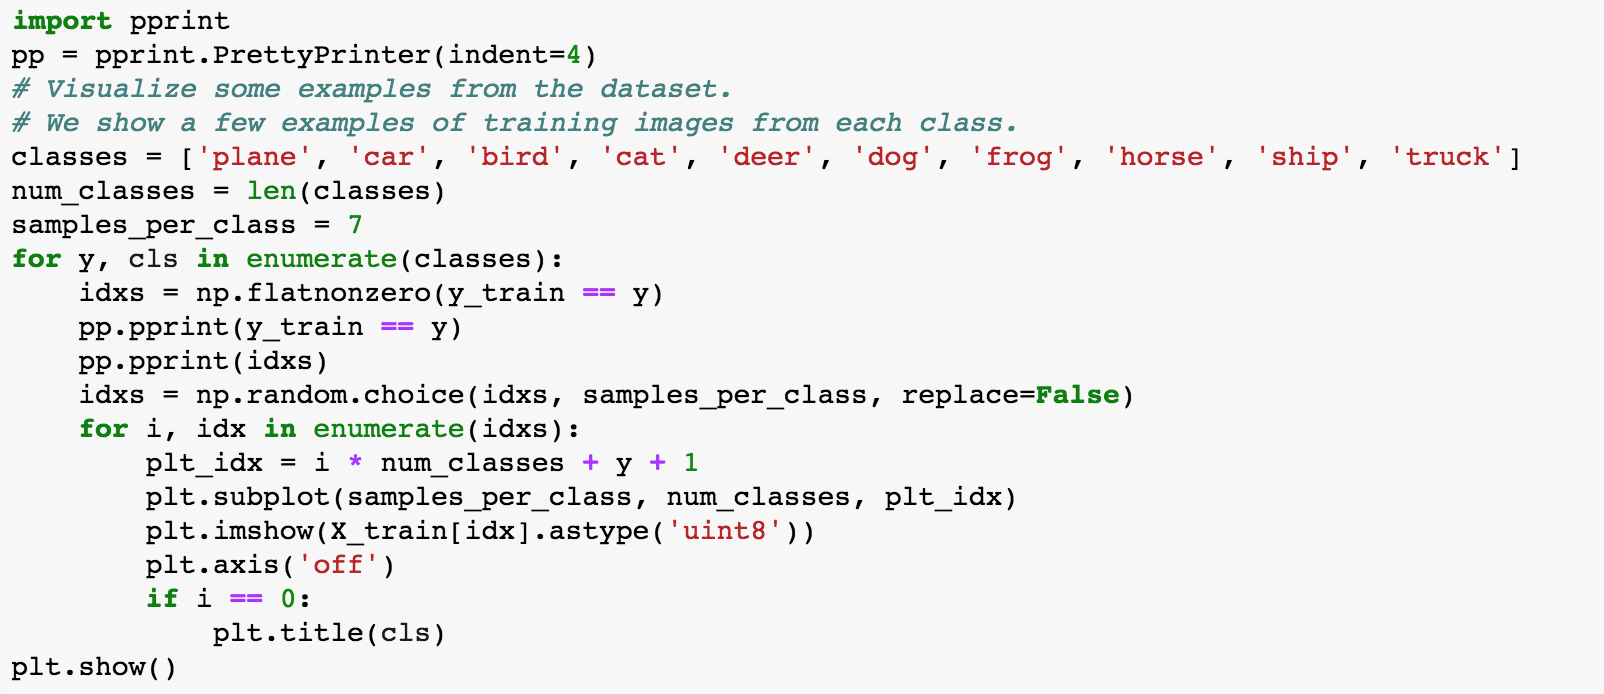 import pprint
pp = pprint.PrettyPrinter(indent=4)
# Visualize some examples from the dataset.
# We show a few examples of training images from each class.
classes = ['plane', 'car', 'bird', 'cat', 'deer', 'dog', 'frog', 'horse', 'ship', 'truck']
num_classes = len(classes)
samples_per_class = 7
for y, cls in enumerate(classes):
    idxs = np.flatnonzero(y_train == y)
    pp.pprint(y_train == y)
    pp.pprint(idxs)
    idxs = np.random.choice(idxs, samples_per_class, replace=False)
    for i, idx in enumerate(idxs):
        plt_idx = i * num_classes + y + 1
        plt.subplot(samples_per_class, num_classes, plt_idx)
        plt.imshow(X_train[idx].astype('uint8'))
        plt.axis('off')
        if i == 0:
            plt.title(cls)
plt.show()